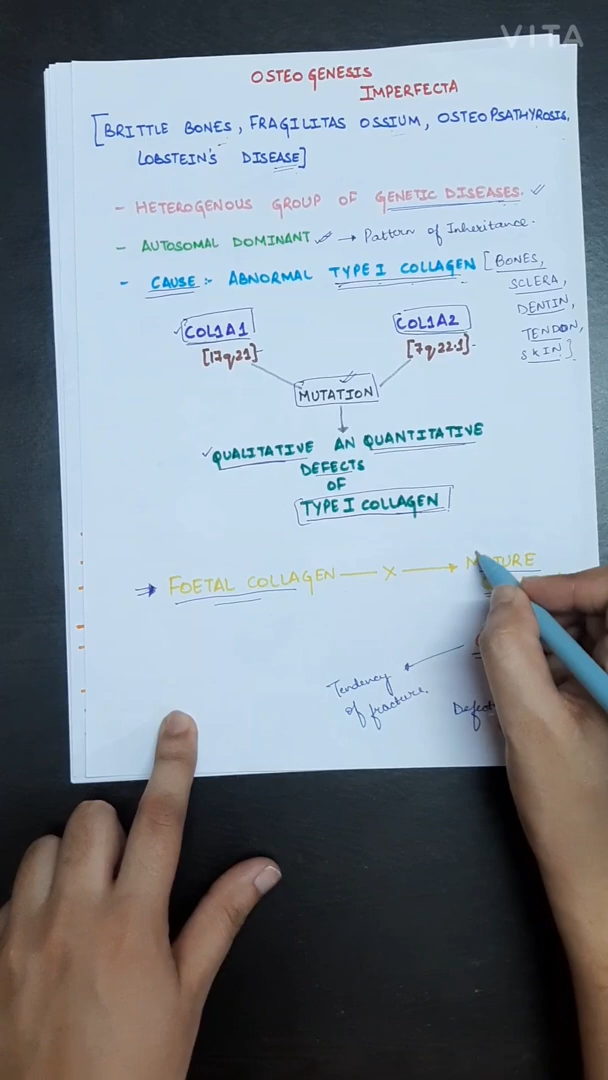 VITA
OSTEOGENESIS
IMPERFECTA
[BRITTLE BONES, FRAGILITAS OSSIUM, OSTEOPSATHYROSIS,
LOBSTEIN'S DISEASE]
- HETEROGENOUS GROUP OF GENETIC DISEASES.
- AUTOSOMAL DOMINANT → Pattern of Inheritance.
- CAUSE :- ABNORMAL TYPE I COLLAGEN [BONES,
SCLERA,
DENTIN,
TENDON,
SKIN]
COL1A1 COL1A2
[17q21] [7q22.1]
MUTATION
QUALITATIVE AN QUANTITATIVE
DEFECTS
OF
TYPE I COLLAGEN
⇒ FOETAL COLLAGEN — X → MATURE
Tendency
of fracture.